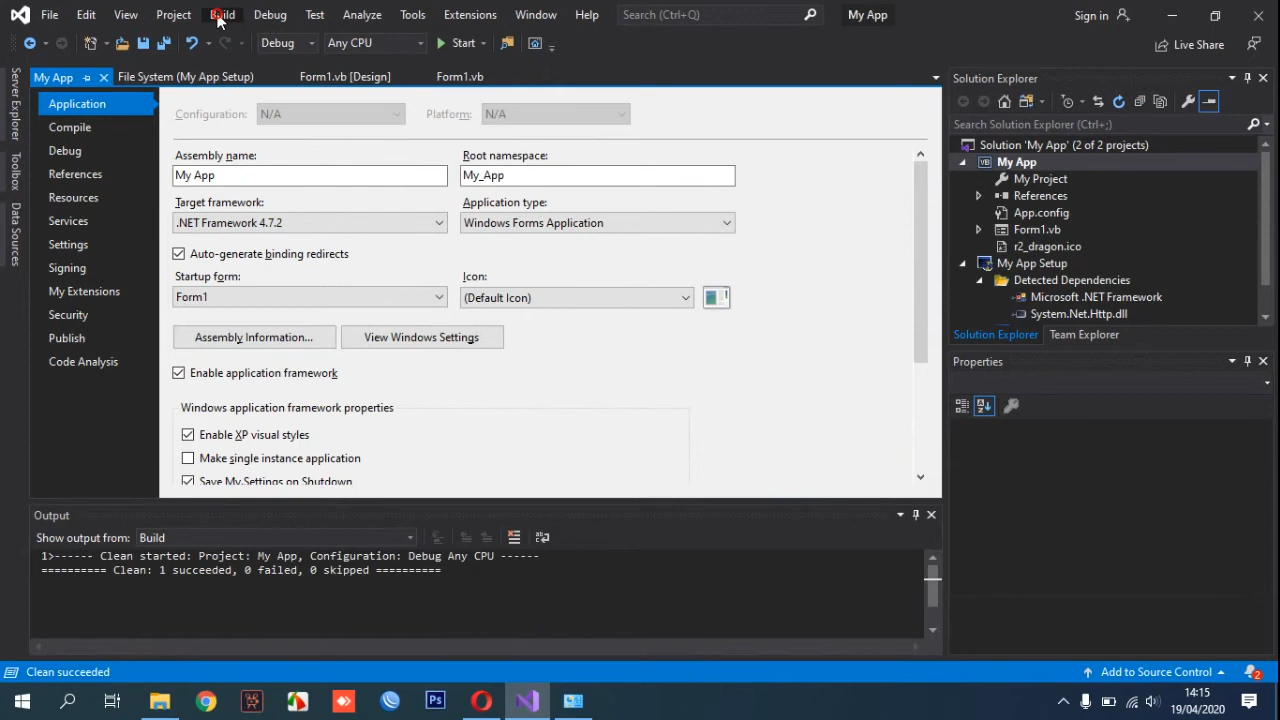 File Edit View Project Build Debug Test Analyze Tools Extensions Window Help Search (Ctrl+Q) My App Sign in
Debug Any CPU Start Live Share
My App File System (My App Setup) Form1.vb [Design] Form1.vb
Server Explorer
Toolbox
Data Sources
Application
Compile
Debug
References
Resources
Services
Settings
Signing
My Extensions
Security
Publish
Code Analysis
Configuration: N/A Platform: N/A
Assembly name: Root namespace:
My App My_App
Target framework: Application type:
.NET Framework 4.7.2 Windows Forms Application
Auto-generate binding redirects
Startup form: Icon:
Form1 (Default Icon)
Assembly Information... View Windows Settings
Enable application framework
Windows application framework properties
Enable XP visual styles
Make single instance application
Save My.Settings on Shutdown
Solution Explorer
Search Solution Explorer (Ctrl+;)
Solution 'My App' (2 of 2 projects)
VB My App
My Project
References
App.config
Form1.vb
r2_dragon.ico
My App Setup
Detected Dependencies
Microsoft .NET Framework
System.Net.Http.dll
Solution Explorer Team Explorer
Properties
Output
Show output from: Build
1>------ Clean started: Project: My App, Configuration: Debug Any CPU ------
========== Clean: 1 succeeded, 0 failed, 0 skipped ==========
Clean succeeded Add to Source Control 2
Ps
14:15
19/04/2020